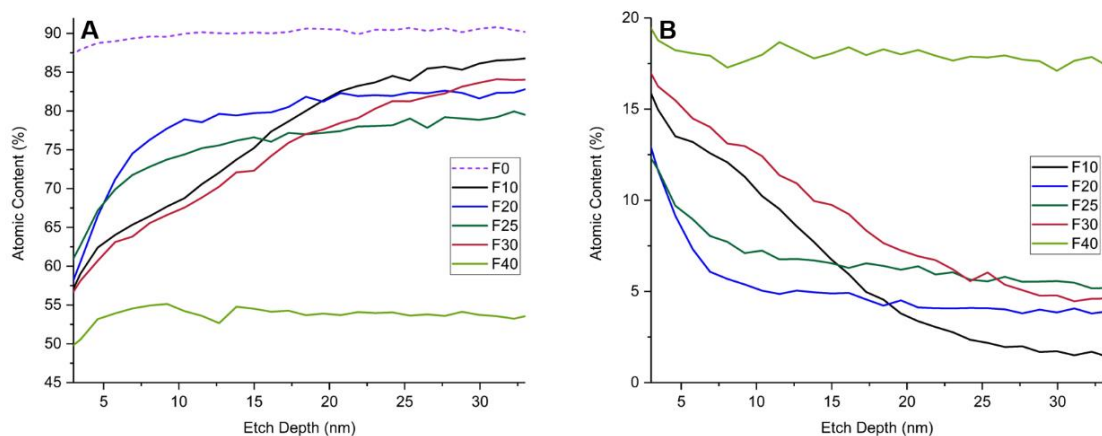 A
Atomic Content (%)
90
85
80
75
70
65
60
55
50
45
5 10 15 20 25 30
Etch Depth (nm)
F0
F10
F20
F25
F30
F40
B
Atomic Content (%)
20
15
10
5
0
5 10 15 20 25 30
Etch Depth (nm)
F10
F20
F25
F30
F40